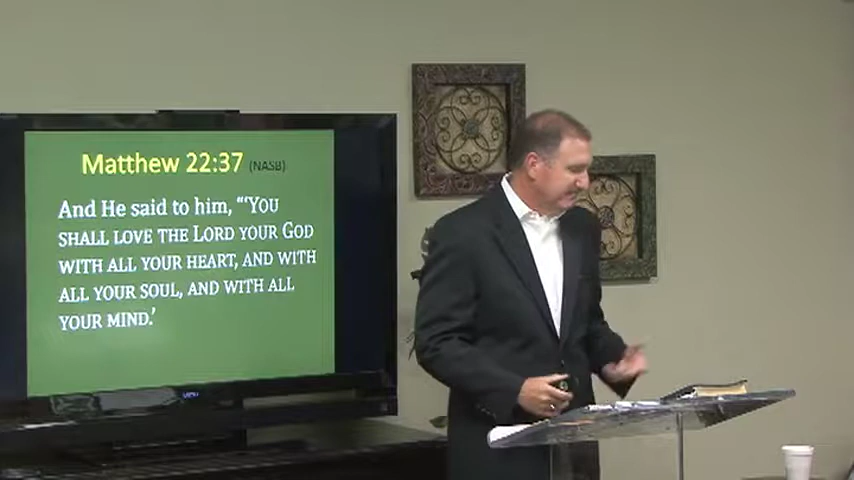 Matthew 22:37 (NASB)
And He said to him, “‘YOU
SHALL LOVE THE LORD YOUR GOD
WITH ALL YOUR HEART, AND WITH
ALL YOUR SOUL, AND WITH ALL
YOUR MIND.’